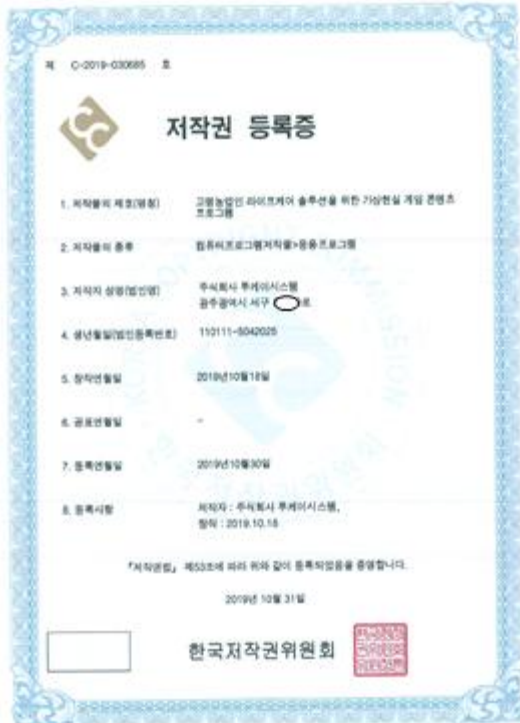 제 C-2019-030685 호
저작권 등록증
1. 저작물의 제호(명칭) 고령농업인 라이프케어 솔루션을 위한 가상현실 게임 콘텐츠
프로그램
2. 저작물의 종류 컴퓨터프로그램저작물>응용프로그램
3. 저작자 성명(법인명) 주식회사 투케이시스템
광주광역시 서구 로
4. 생년월일(법인등록번호) 110111-5042025
5. 창작연월일 2019년10월18일
6. 공표연월일 -
7. 등록연월일 2019년10월30일
8. 등록사항 저작자 : 주식회사 투케이시스템,
창작 : 2019.10.18
『저작권법』 제53조에 따라 위와 같이 등록되었음을 증명합니다.
2019년 10월 31일
한국저작권위원회